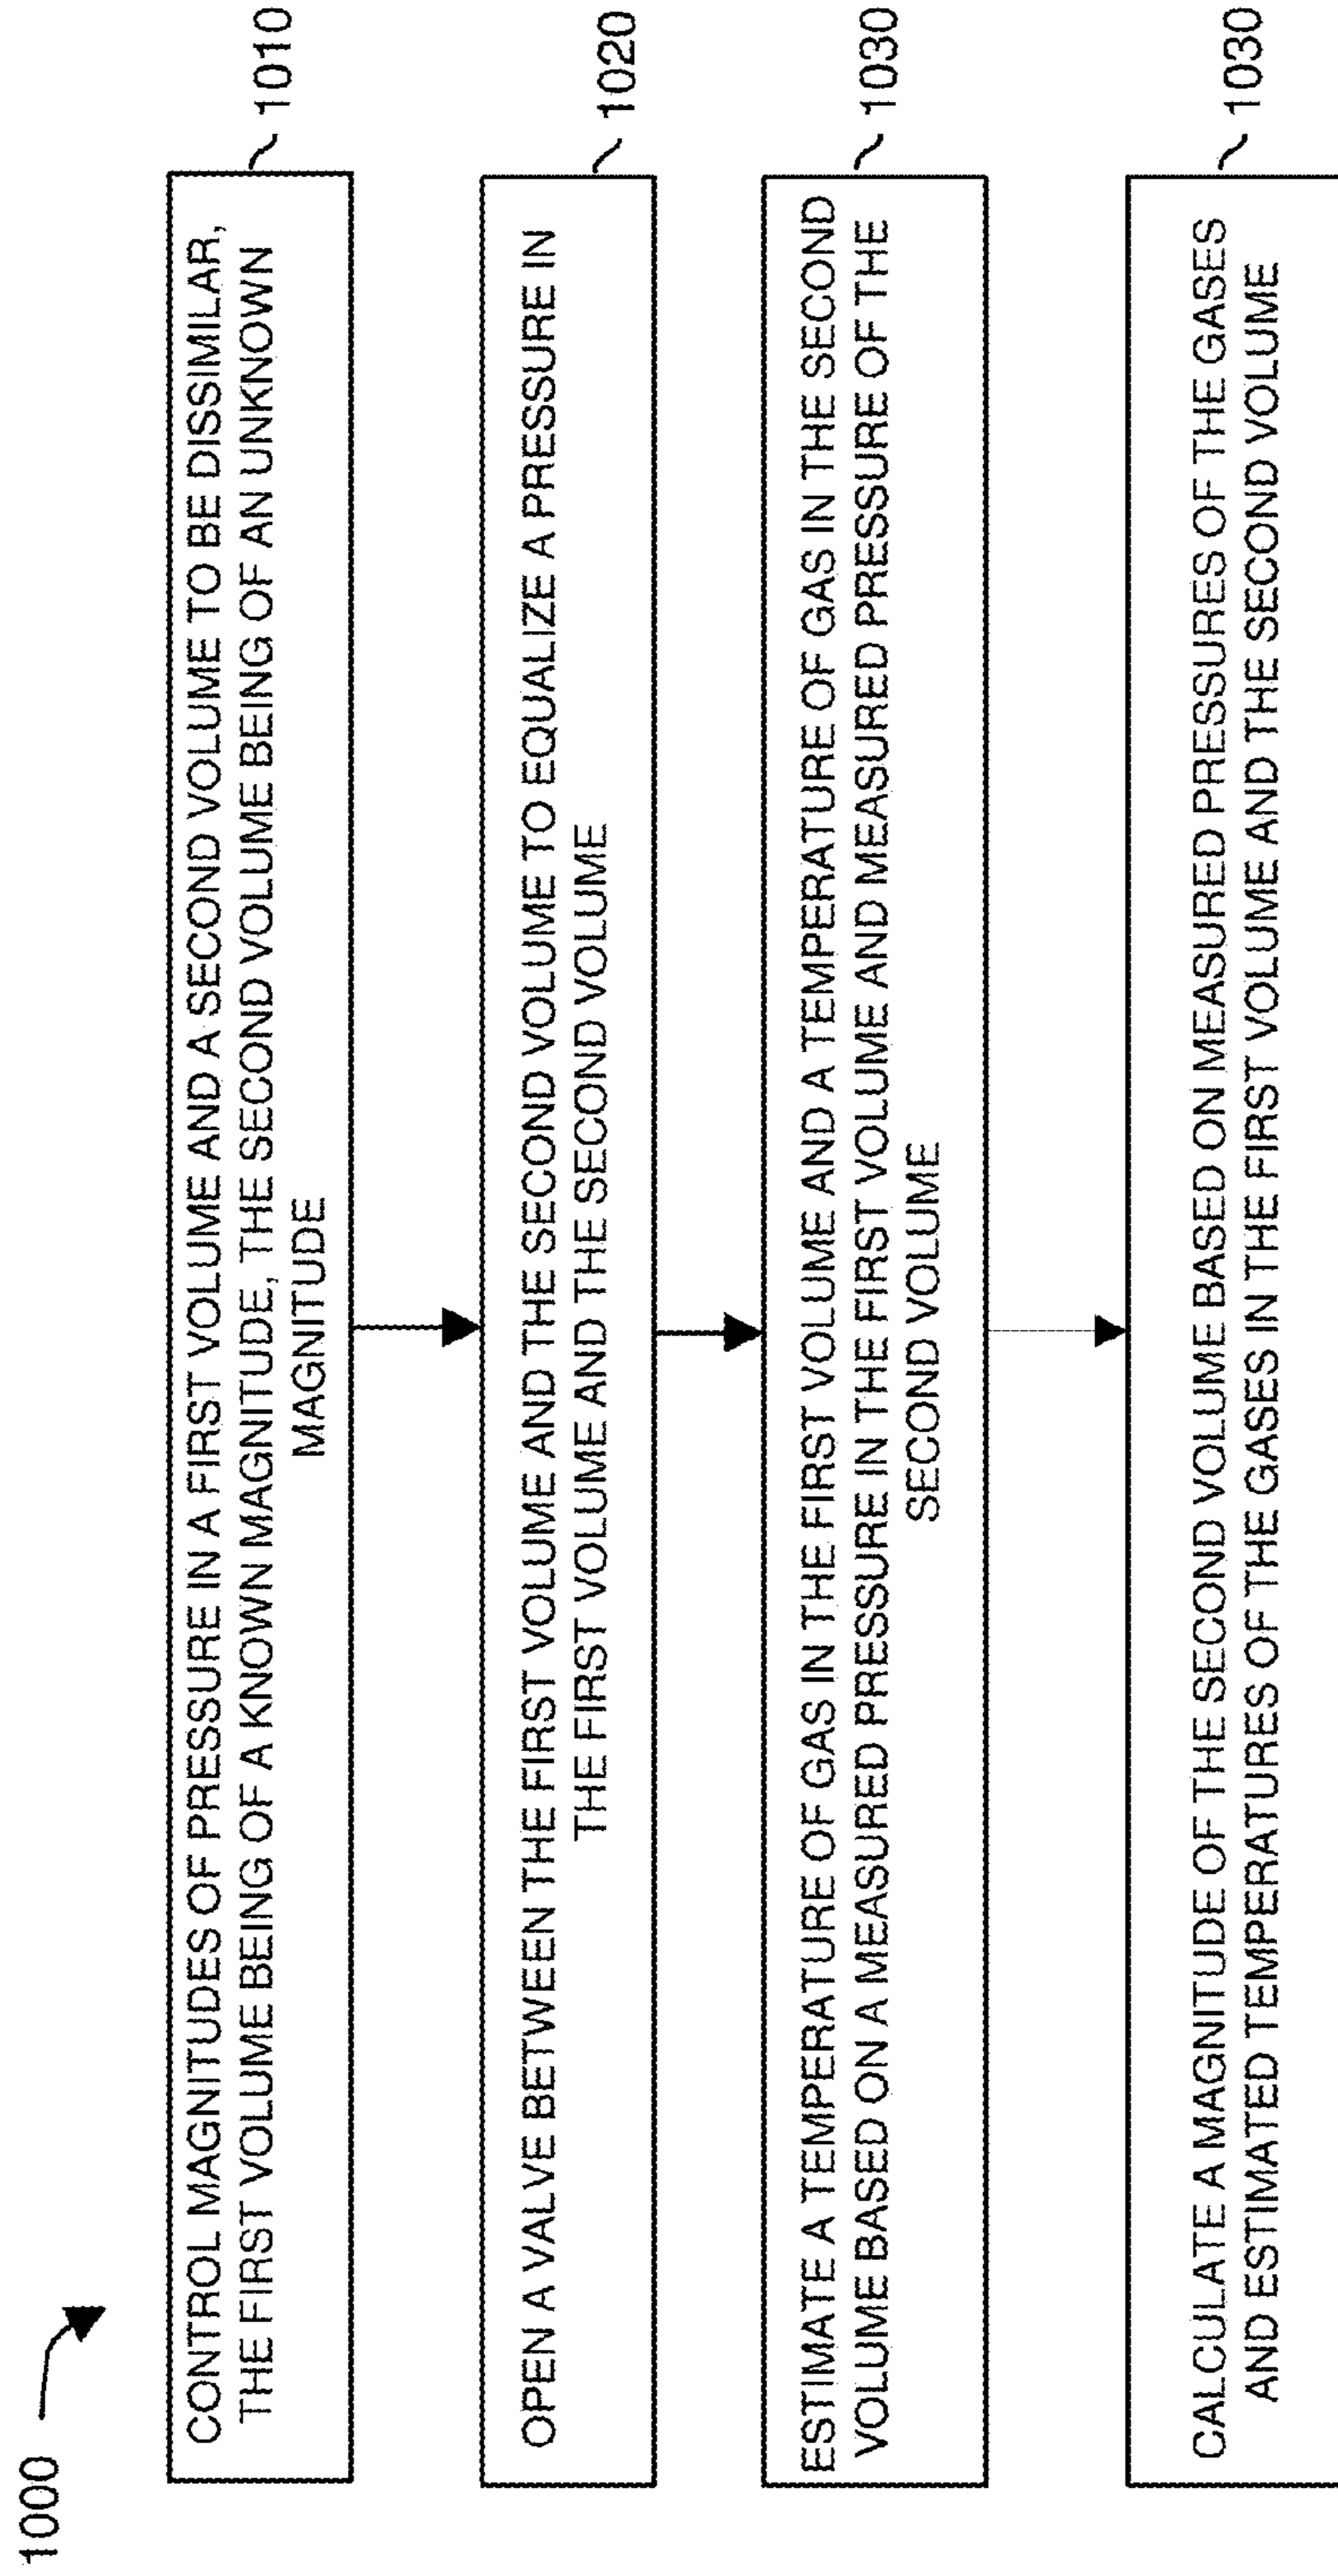 1000
CONTROL MAGNITUDES OF PRESSURE IN A FIRST VOLUME AND A SECOND VOLUME TO BE DISSIMILAR,
THE FIRST VOLUME BEING OF A KNOWN MAGNITUDE, THE SECOND VOLUME BEING OF AN UNKNOWN
MAGNITUDE
1010
OPEN A VALVE BETWEEN THE FIRST VOLUME AND THE SECOND VOLUME TO EQUALIZE A PRESSURE IN
THE FIRST VOLUME AND THE SECOND VOLUME
1020
ESTIMATE A TEMPERATURE OF GAS IN THE FIRST VOLUME AND A TEMPERATURE OF GAS IN THE SECOND
VOLUME BASED ON A MEASURED PRESSURE IN THE FIRST VOLUME AND MEASURED PRESSURE OF THE
SECOND VOLUME
1030
CALCULATE A MAGNITUDE OF THE SECOND VOLUME BASED ON MEASURED PRESSURES OF THE GASES
AND ESTIMATED TEMPERATURES OF THE GASES IN THE FIRST VOLUME AND THE SECOND VOLUME
1030